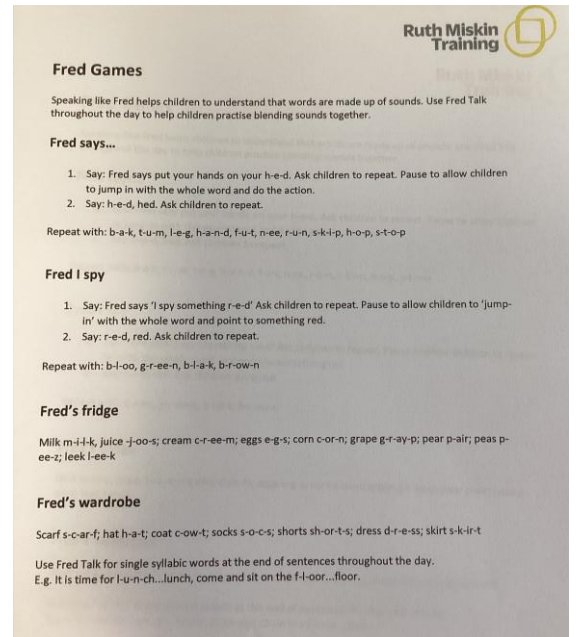 Ruth Miskin
Training
Fred Games
Speaking like Fred helps children to understand that words are made up of sounds. Use Fred Talk
throughout the day to help children practise blending sounds together.
Fred says...
1. Say: Fred says put your hands on your h-e-d. Ask children to repeat. Pause to allow children
to jump in with the whole word and do the action.
2. Say: h-e-d, hed. Ask children to repeat.
Repeat with: b-a-k, t-u-m, l-e-g, h-a-n-d, f-u-t, n-ee, r-u-n, s-k-i-p, h-o-p, s-t-o-p
Fred I spy
1. Say: Fred says 'I spy something r-e-d' Ask children to repeat. Pause to allow children to 'jump-
in' with the whole word and point to something red.
2. Say: r-e-d, red. Ask children to repeat.
Repeat with: b-l-oo, g-r-ee-n, b-l-a-k, b-r-ow-n
Fred's fridge
Milk m-i-l-k, juice -j-oo-s; cream c-r-ee-m; eggs e-g-s; corn c-or-n; grape g-r-ay-p; pear p-air; peas p-
ee-z; leek l-ee-k
Fred's wardrobe
Scarf s-c-ar-f; hat h-a-t; coat c-ow-t; socks s-o-c-s; shorts sh-or-t-s; dress d-r-e-ss; skirt s-k-ir-t
Use Fred Talk for single syllabic words at the end of sentences throughout the day.
E.g. It is time for l-u-n-ch...lunch, come and sit on the f-l-oor...floor.